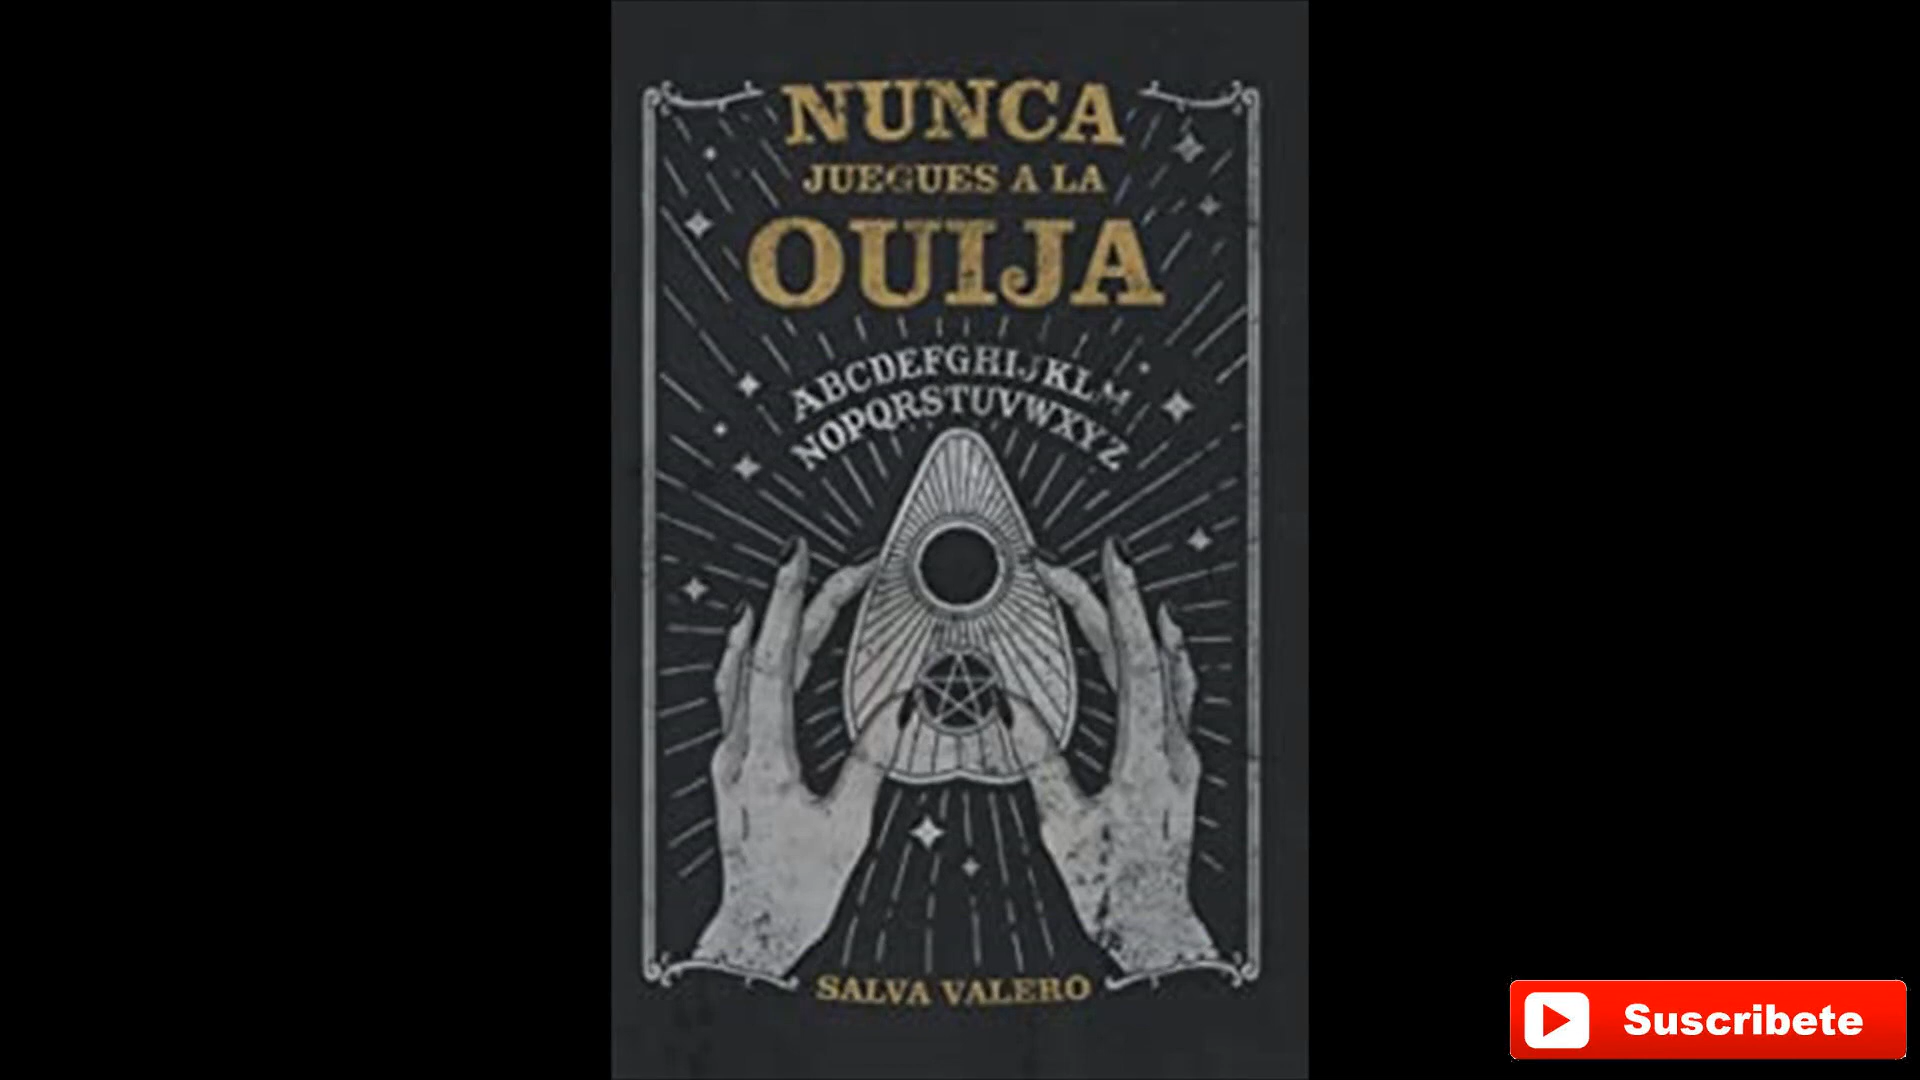 NUNCA
JUEGUES A LA
OUIJA
ABCDEFGHIJKLM
NOPQRSTUVWXYZ
SALVA VALERO
Suscribete